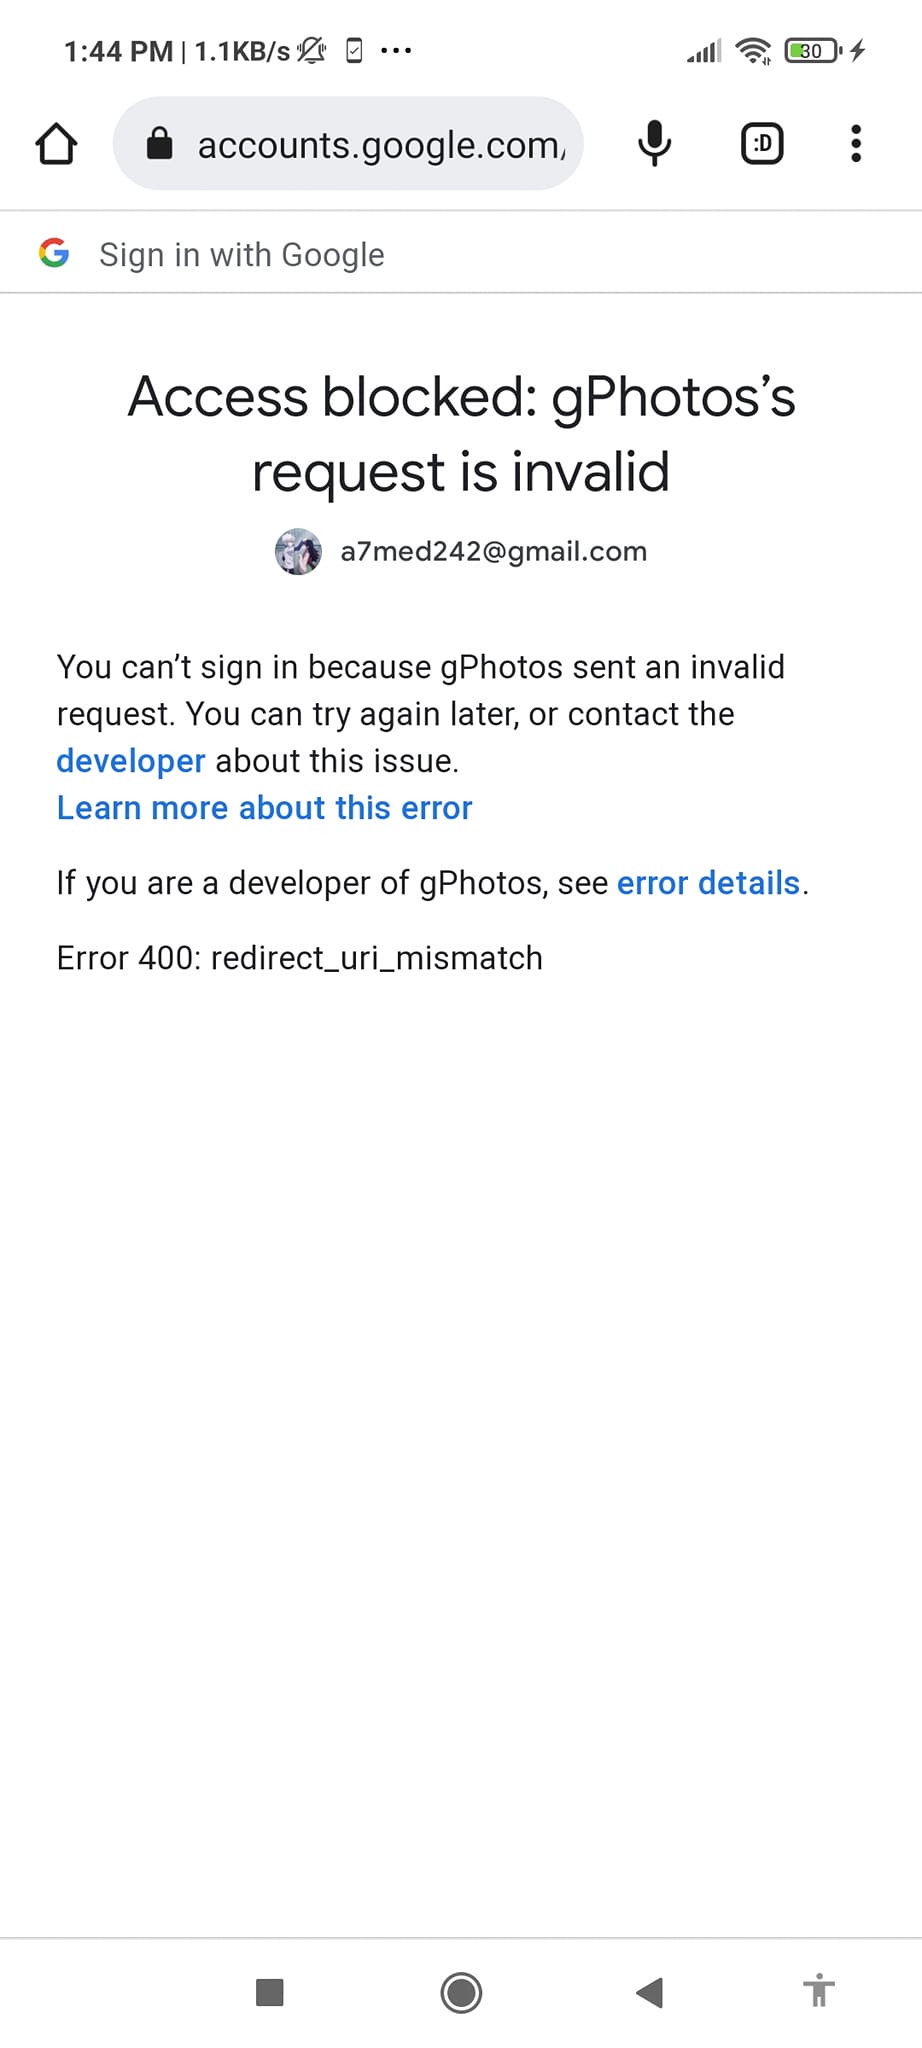 1:44 PM | 1.1KB/s
30
accounts.google.com
:D
Sign in with Google
Access blocked: gPhotos’s
request is invalid
a7med242@gmail.com
You can’t sign in because gPhotos sent an invalid
request. You can try again later, or contact the
developer about this issue.
Learn more about this error
If you are a developer of gPhotos, see error details.
Error 400: redirect_uri_mismatch